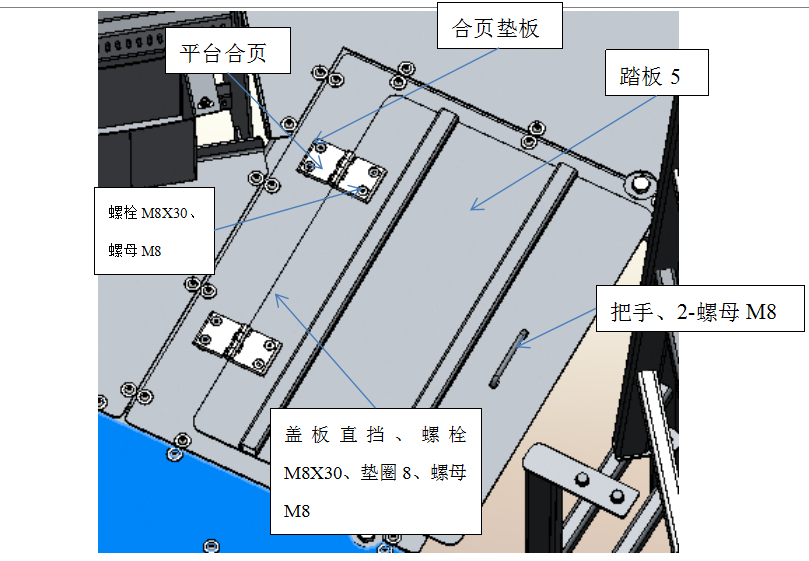 合页垫板
平台合页
踏板 5
螺栓 M8X30、
螺母 M8
把手、2-螺母 M8
盖板直挡、螺栓
M8X30、垫圈 8、螺母
M8